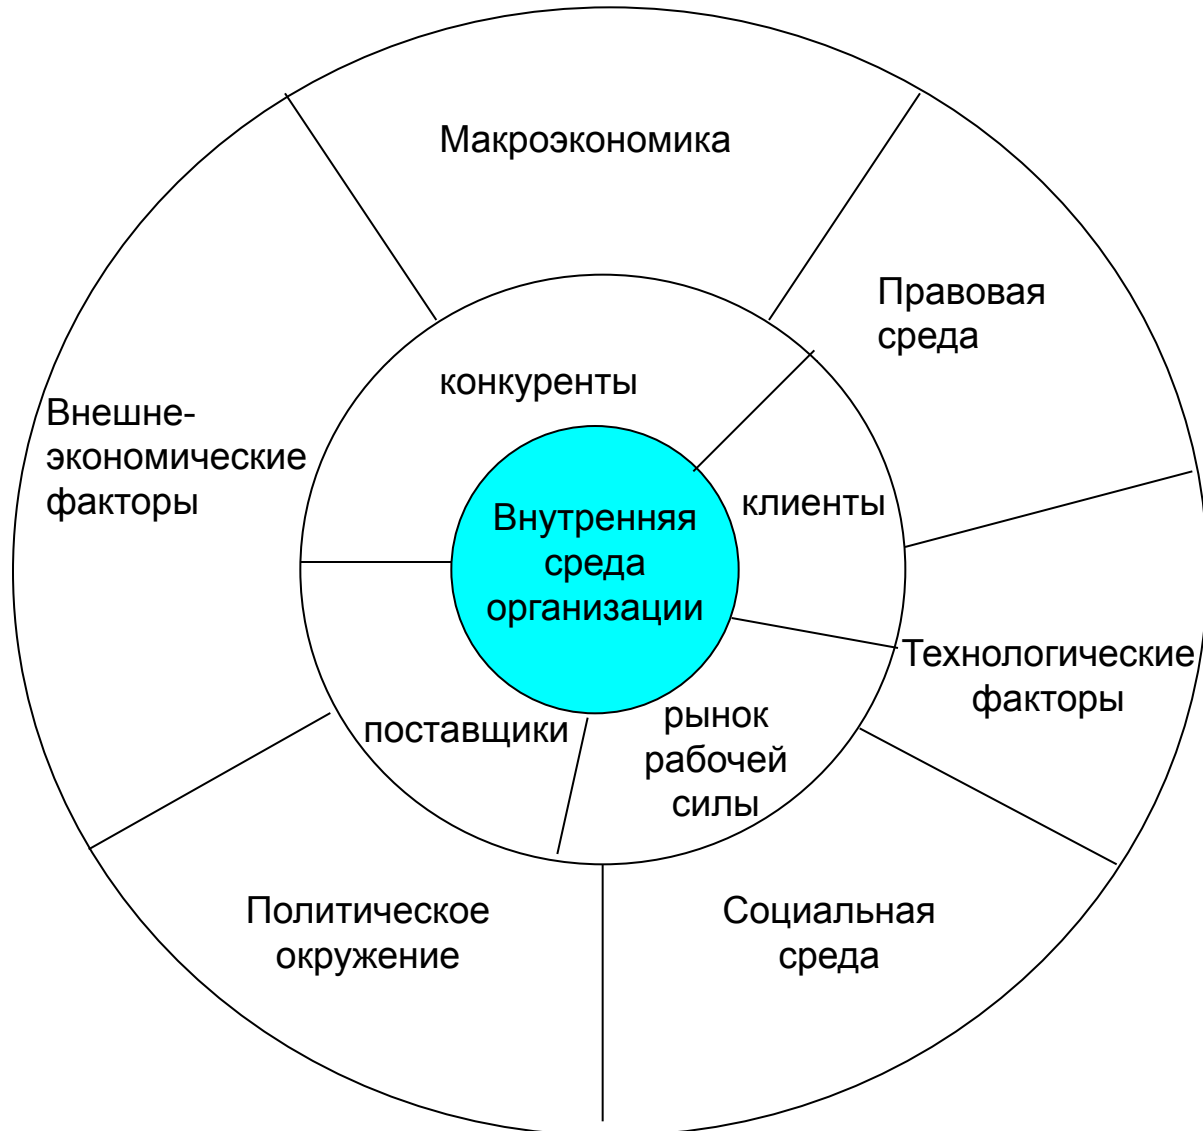 Макроэкономика
Правовая
среда
конкуренты
Внешне-
экономические
факторы
клиенты
Внутренняя
среда
организации
Технологические
факторы
поставщики
рынок
рабочей
силы
Политическое
окружение
Социальная
среда